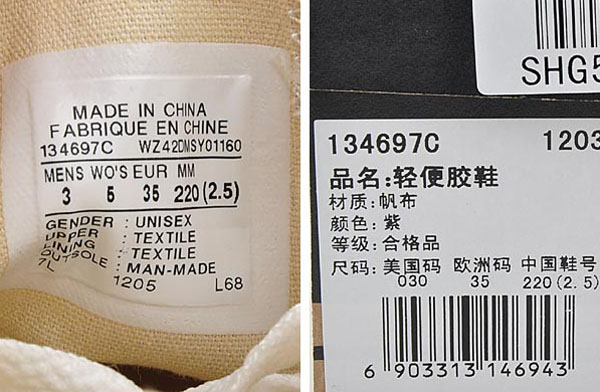 MADE IN CHINA
FABRIQUE EN CHINE
134697C WZ42DMSY01160
MENS WO'S EUR MM
3 5 35 220 (2.5)
GENDER : UNISEX
UPPER : TEXTILE
LINING : TEXTILE
OUTSOLE : MAN-MADE
7L 1205 L68
SHG5
134697C 1203
品名:轻便胶鞋
材质:帆布
颜色:紫
等级:合格品
尺码:美国码 欧洲码 中国鞋号
030 35 220 (2.5)
6 903313 146943